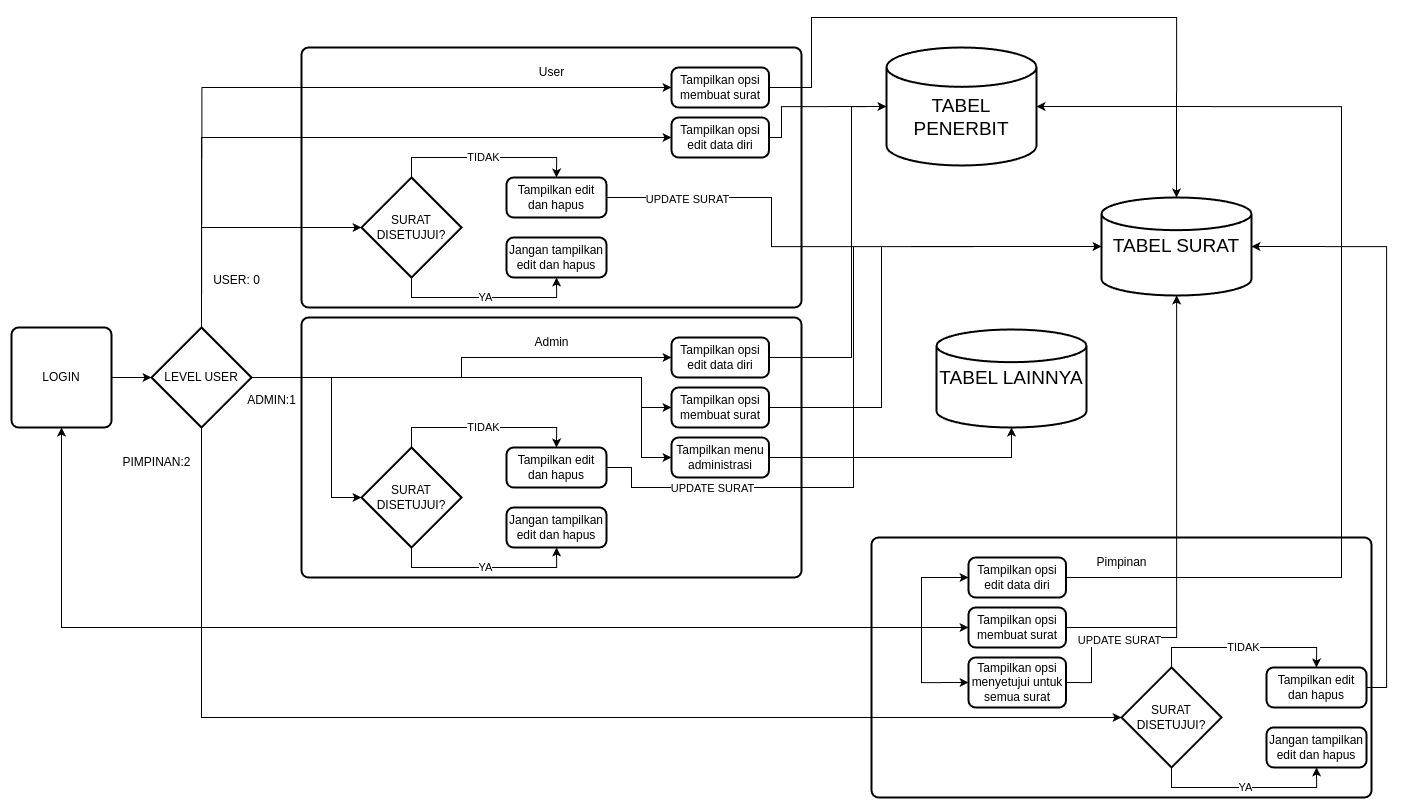 User
Tampilkan opsi
membuat surat
Tampilkan opsi
edit data diri
TIDAK
Tampilkan edit
dan hapus
UPDATE SURAT
SURAT
DISETUJUI?
Jangan tampilkan
edit dan hapus
YA
TABEL
PENERBIT
TABEL SURAT
USER: 0
LOGIN
LEVEL USER
ADMIN:1
PIMPINAN:2
Admin
Tampilkan opsi
edit data diri
Tampilkan opsi
membuat surat
Tampilkan menu
administrasi
TIDAK
Tampilkan edit
dan hapus
UPDATE SURAT
SURAT
DISETUJUI?
Jangan tampilkan
edit dan hapus
YA
TABEL LAINNYA
Pimpinan
Tampilkan opsi
edit data diri
Tampilkan opsi
membuat surat
UPDATE SURAT
Tampilkan opsi
menyetujui untuk
semua surat
TIDAK
Tampilkan edit
dan hapus
SURAT
DISETUJUI?
Jangan tampilkan
edit dan hapus
YA